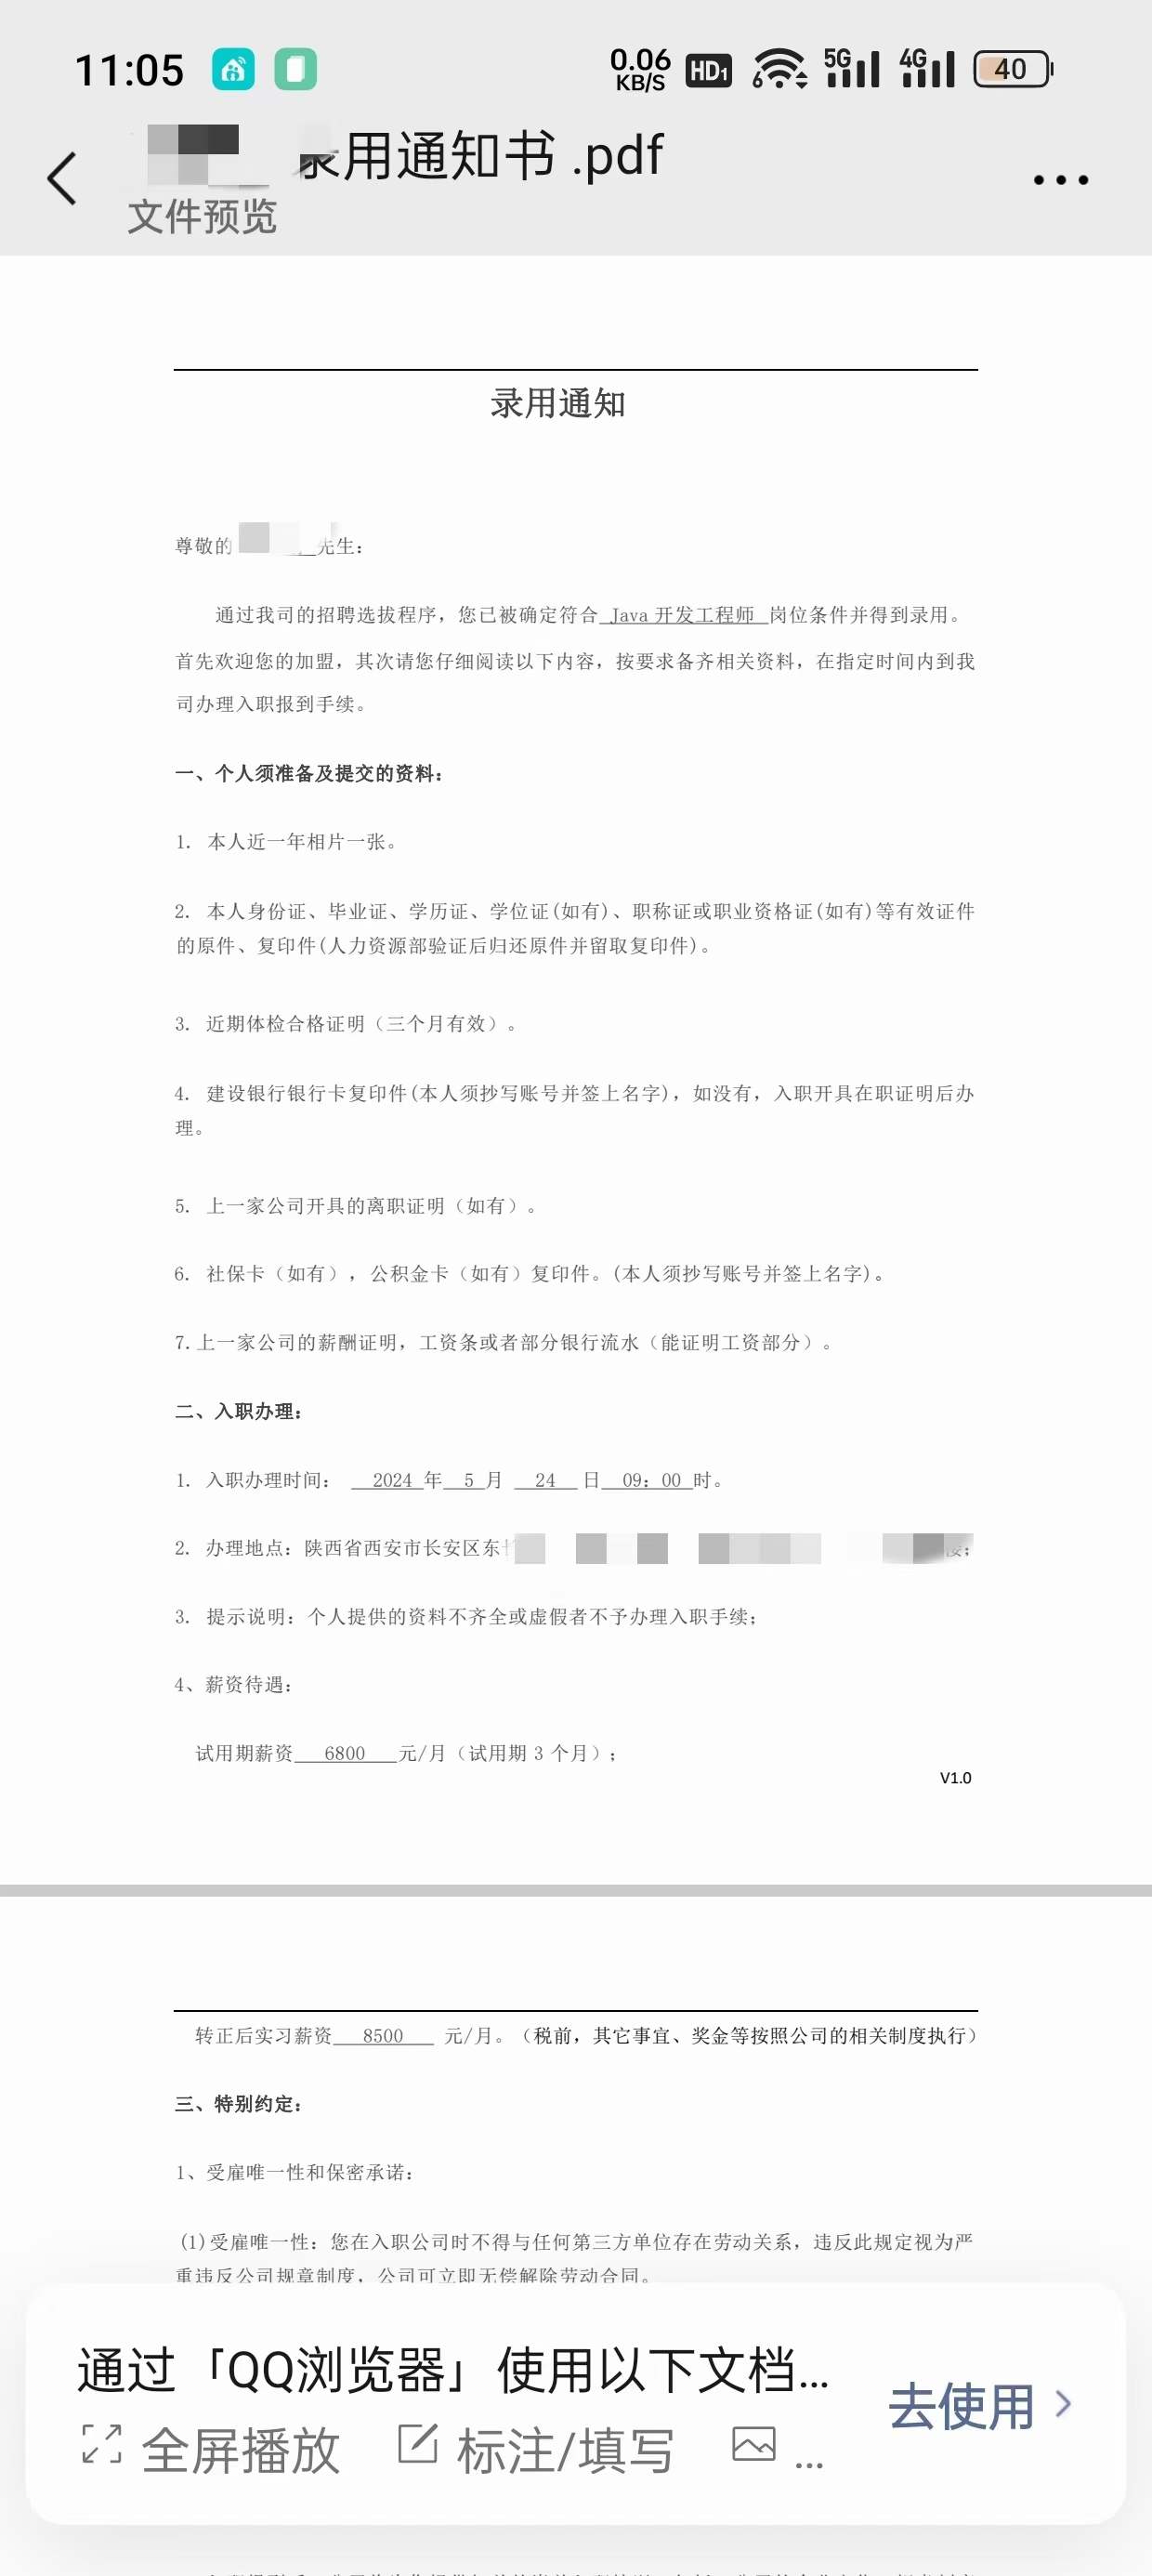 11:05
0.06
KB/S
HD1
6
5G
4G
40
录用通知书 .pdf
文件预览
录用通知
尊敬的 先生：
通过我司的招聘选拔程序，您已被确定符合 Java 开发工程师 岗位条件并得到录用。
首先欢迎您的加盟，其次请您仔细阅读以下内容，按要求备齐相关资料，在指定时间内到我
司办理入职报到手续。
一、个人须准备及提交的资料：
1. 本人近一年相片一张。
2. 本人身份证、毕业证、学历证、学位证(如有)、职称证或职业资格证(如有)等有效证件
的原件、复印件(人力资源部验证后归还原件并留取复印件)。
3. 近期体检合格证明（三个月有效）。
4. 建设银行银行卡复印件(本人须抄写账号并签上名字)，如没有，入职开具在职证明后办
理。
5. 上一家公司开具的离职证明（如有）。
6. 社保卡（如有），公积金卡（如有）复印件。(本人须抄写账号并签上名字)。
7.上一家公司的薪酬证明，工资条或者部分银行流水（能证明工资部分）。
二、入职办理：
1. 入职办理时间： 2024 年 5 月 24 日 09：00 时。
2. 办理地点：陕西省西安市长安区东
3. 提示说明：个人提供的资料不齐全或虚假者不予办理入职手续；
4、薪资待遇：
试用期薪资 6800 元/月（试用期 3 个月）；
V1.0
转正后实习薪资 8500 元/月。（税前，其它事宜、奖金等按照公司的相关制度执行）
三、特别约定：
1、受雇唯一性和保密承诺：
(1)受雇唯一性：您在入职公司时不得与任何第三方单位存在劳动关系，违反此规定视为严
重违反公司规章制度，公司可立即无偿解除劳动合同。
通过「QQ浏览器」使用以下文档...
去使用
全屏播放 标注/填写 ...